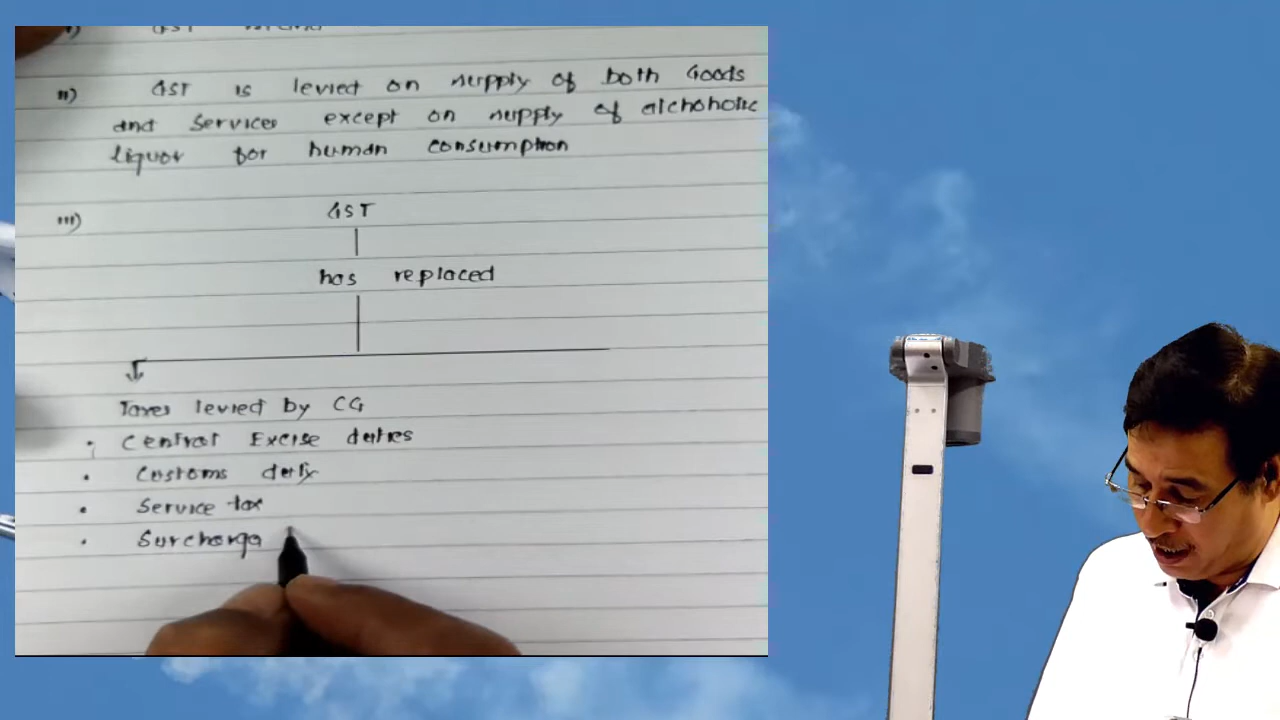 ii) GST is levied on supply of both Goods
and services except on supply of alchoholic
liquor for human consumption
iii) GST
has replaced
Taxes levied by CG
• Central Excise duties
• Customs duty
• Service tax
• Surcharge